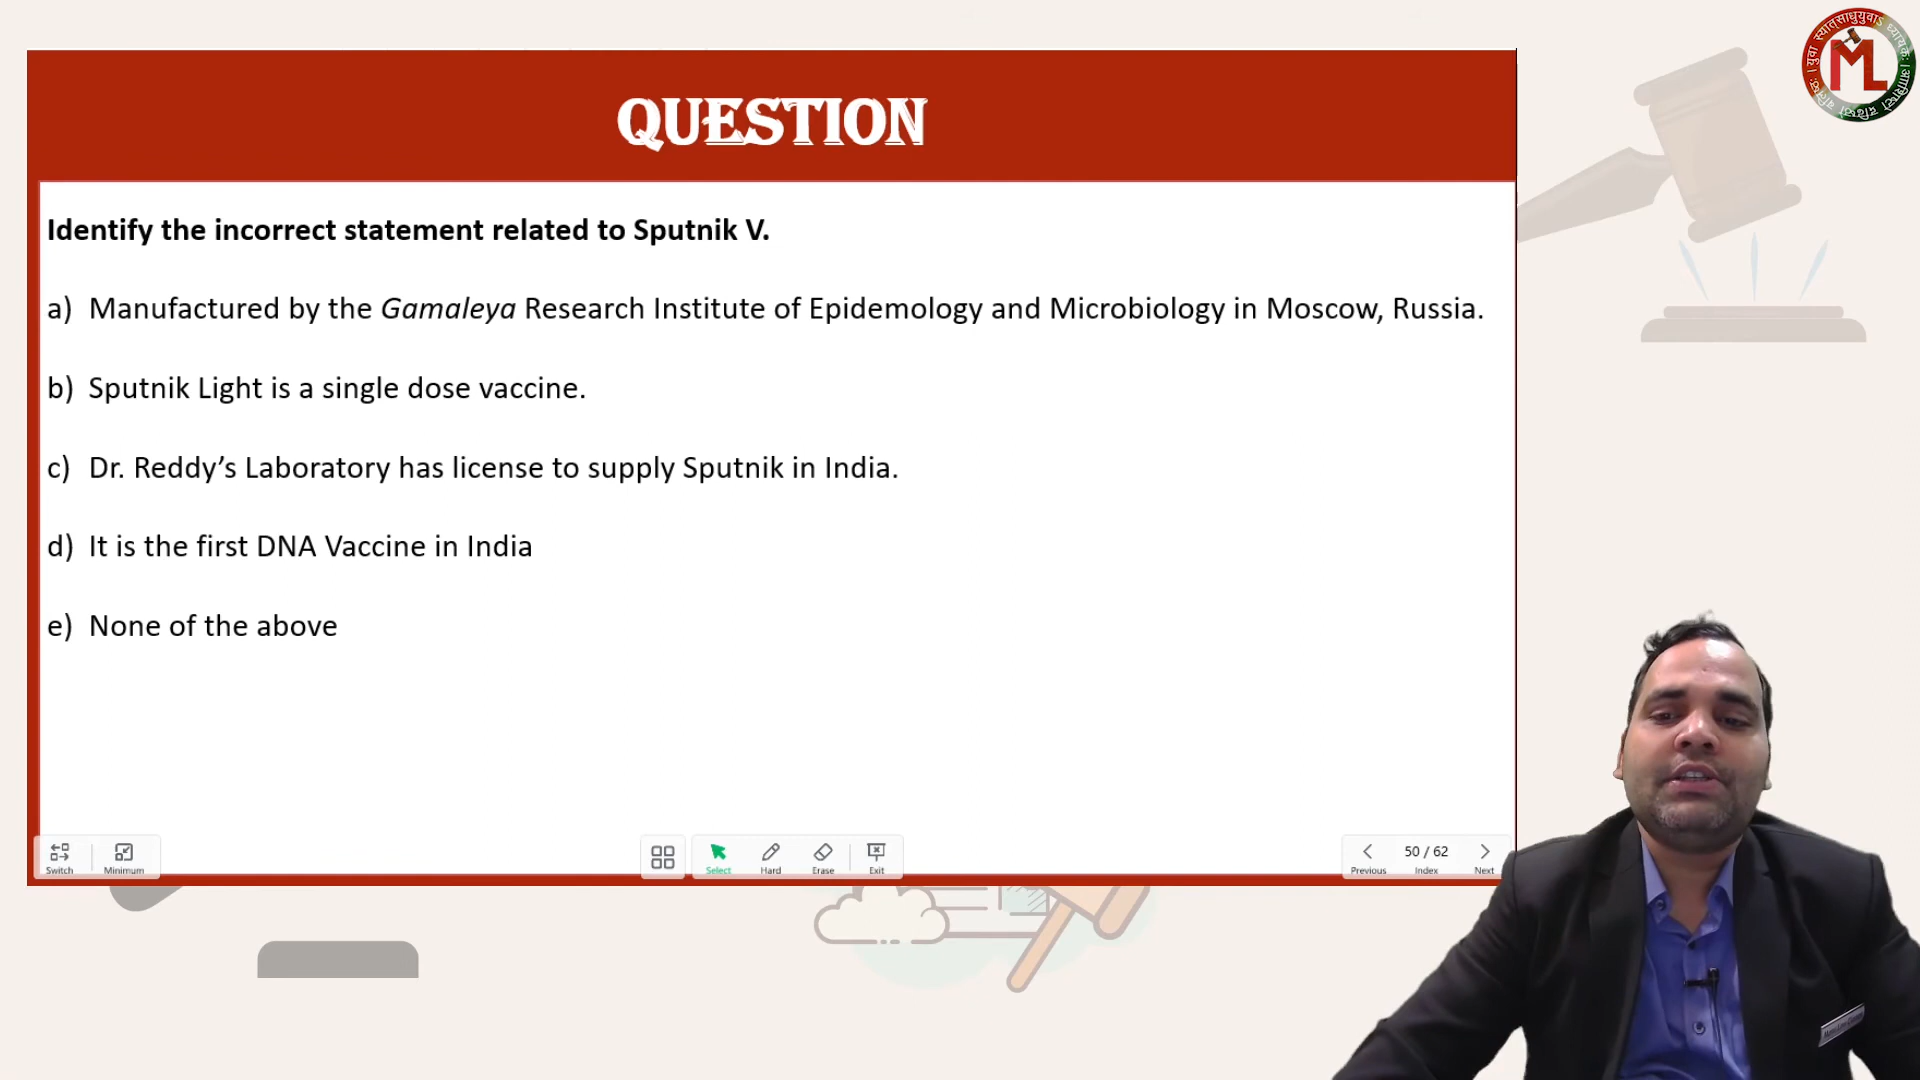 QUESTION
Identify the incorrect statement related to Sputnik V.
a) Manufactured by the Gamaleya Research Institute of Epidemology and Microbiology in Moscow, Russia.
b) Sputnik Light is a single dose vaccine.
c) Dr. Reddy’s Laboratory has license to supply Sputnik in India.
d) It is the first DNA Vaccine in India
e) None of the above
Switch Minimum Select Hard Erase Exit Previous 50 / 62 Index Next
ML